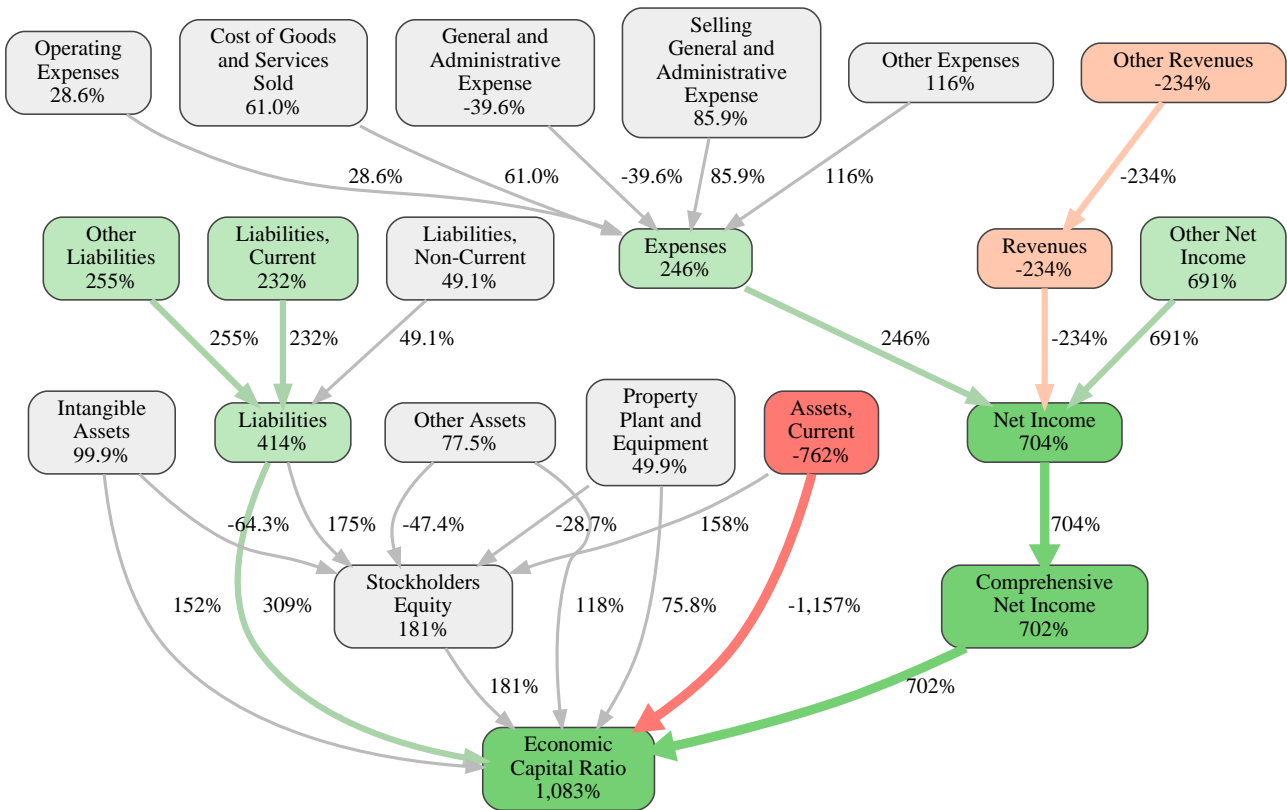 Operating
Expenses
28.6%
Cost of Goods
and Services
Sold
61.0%
General and
Administrative
Expense
-39.6%
Selling
General and
Administrative
Expense
85.9%
Other Expenses
116%
Other Revenues
-234%
28.6%
61.0%
-39.6%
85.9%
116%
-234%
Other
Liabilities
255%
Liabilities,
Current
232%
Liabilities,
Non-Current
49.1%
Expenses
246%
Revenues
-234%
Other Net
Income
691%
255%
232%
49.1%
246%
-234%
691%
Intangible
Assets
99.9%
Liabilities
414%
Other Assets
77.5%
Property
Plant and
Equipment
49.9%
Assets,
Current
-762%
Net Income
704%
-64.3%
175%
-47.4%
-28.7%
158%
704%
152%
309%
Stockholders
Equity
181%
118%
75.8%
-1,157%
Comprehensive
Net Income
702%
181%
702%
Economic
Capital Ratio
1,083%